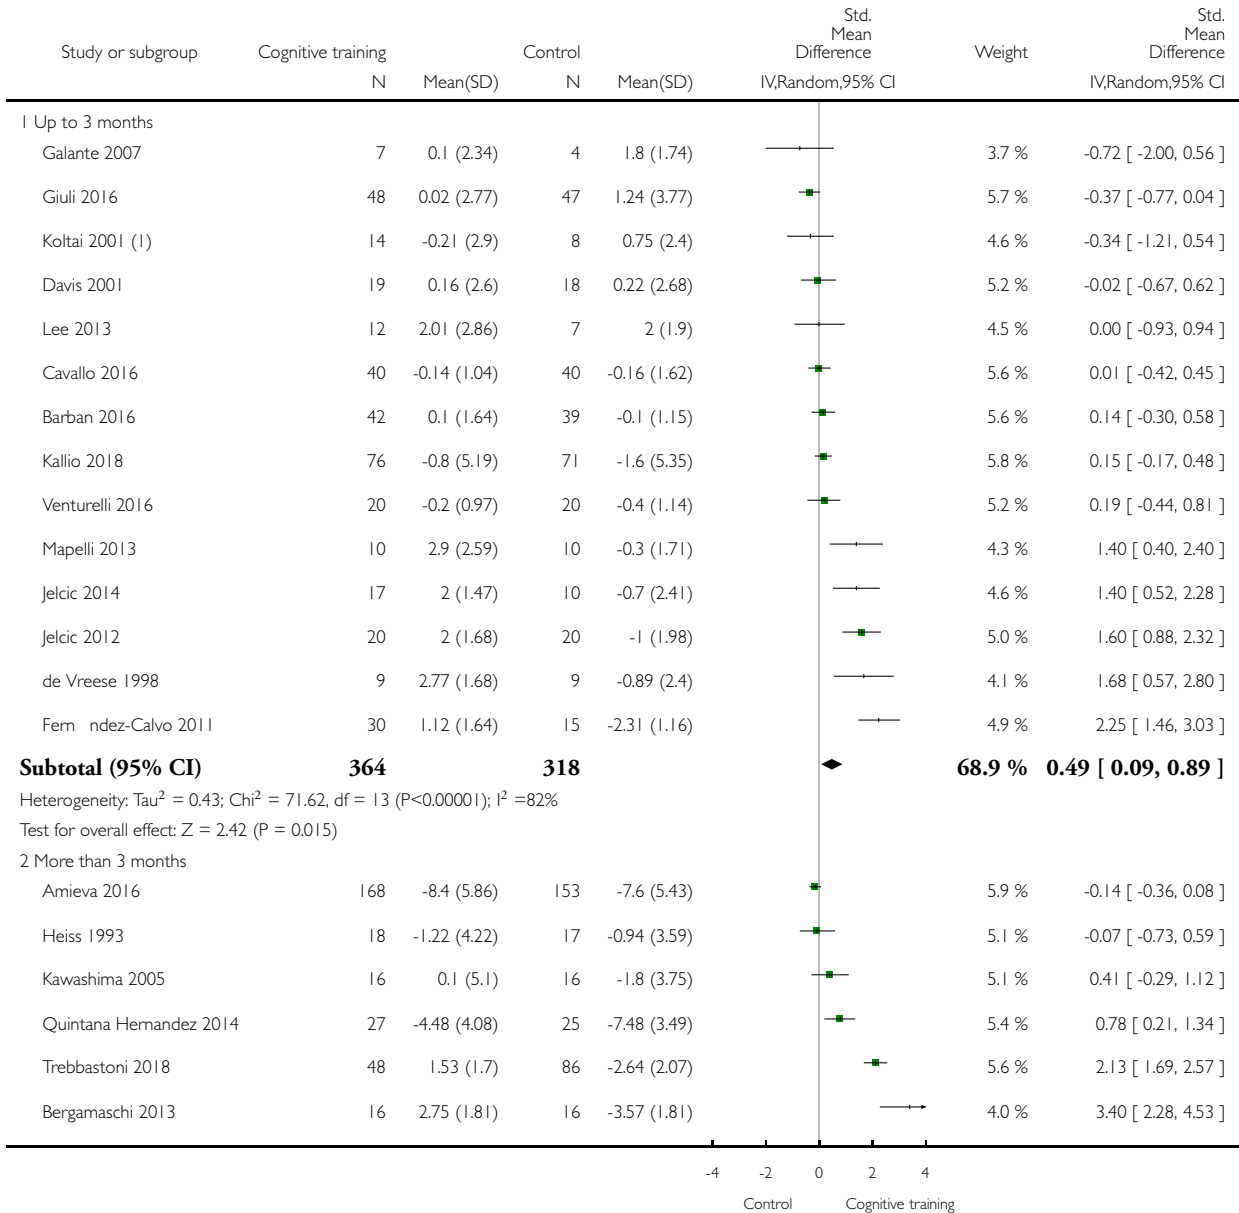 Std.
Mean
Difference
Std.
Mean
Difference
Study or subgroup Cognitive training Control Weight
N Mean(SD) N Mean(SD) IV,Random,95% CI IV,Random,95% CI
1 Up to 3 months
Galante 2007 7 0.1 (2.34) 4 1.8 (1.74) 3.7 % -0.72 [ -2.00, 0.56 ]
Giuli 2016 48 0.02 (2.77) 47 1.24 (3.77) 5.7 % -0.37 [ -0.77, 0.04 ]
Koltai 2001 (1) 14 -0.21 (2.9) 8 0.75 (2.4) 4.6 % -0.34 [ -1.21, 0.54 ]
Davis 2001 19 0.16 (2.6) 18 0.22 (2.68) 5.2 % -0.02 [ -0.67, 0.62 ]
Lee 2013 12 2.01 (2.86) 7 2 (1.9) 4.5 % 0.00 [ -0.93, 0.94 ]
Cavallo 2016 40 -0.14 (1.04) 40 -0.16 (1.62) 5.6 % 0.01 [ -0.42, 0.45 ]
Barban 2016 42 0.1 (1.64) 39 -0.1 (1.15) 5.6 % 0.14 [ -0.30, 0.58 ]
Kallio 2018 76 -0.8 (5.19) 71 -1.6 (5.35) 5.8 % 0.15 [ -0.17, 0.48 ]
Venturelli 2016 20 -0.2 (0.97) 20 -0.4 (1.14) 5.2 % 0.19 [ -0.44, 0.81 ]
Mapelli 2013 10 2.9 (2.59) 10 -0.3 (1.71) 4.3 % 1.40 [ 0.40, 2.40 ]
Jelcic 2014 17 2 (1.47) 10 -0.7 (2.41) 4.6 % 1.40 [ 0.52, 2.28 ]
Jelcic 2012 20 2 (1.68) 20 -1 (1.98) 5.0 % 1.60 [ 0.88, 2.32 ]
de Vreese 1998 9 2.77 (1.68) 9 -0.89 (2.4) 4.1 % 1.68 [ 0.57, 2.80 ]
Fern ndez-Calvo 2011 30 1.12 (1.64) 15 -2.31 (1.16) 4.9 % 2.25 [ 1.46, 3.03 ]
Subtotal (95% CI) 364 318 68.9 % 0.49 [ 0.09, 0.89 ]
Heterogeneity: Tau² = 0.43; Chi² = 71.62, df = 13 (P<0.00001); I² =82%
Test for overall effect: Z = 2.42 (P = 0.015)
2 More than 3 months
Amieva 2016 168 -8.4 (5.86) 153 -7.6 (5.43) 5.9 % -0.14 [ -0.36, 0.08 ]
Heiss 1993 18 -1.22 (4.22) 17 -0.94 (3.59) 5.1 % -0.07 [ -0.73, 0.59 ]
Kawashima 2005 16 0.1 (5.1) 16 -1.8 (3.75) 5.1 % 0.41 [ -0.29, 1.12 ]
Quintana Hernandez 2014 27 -4.48 (4.08) 25 -7.48 (3.49) 5.4 % 0.78 [ 0.21, 1.34 ]
Trebbastoni 2018 48 1.53 (1.7) 86 -2.64 (2.07) 5.6 % 2.13 [ 1.69, 2.57 ]
Bergamaschi 2013 16 2.75 (1.81) 16 -3.57 (1.81) 4.0 % 3.40 [ 2.28, 4.53 ]
-4 -2 0 2 4
Control Cognitive training